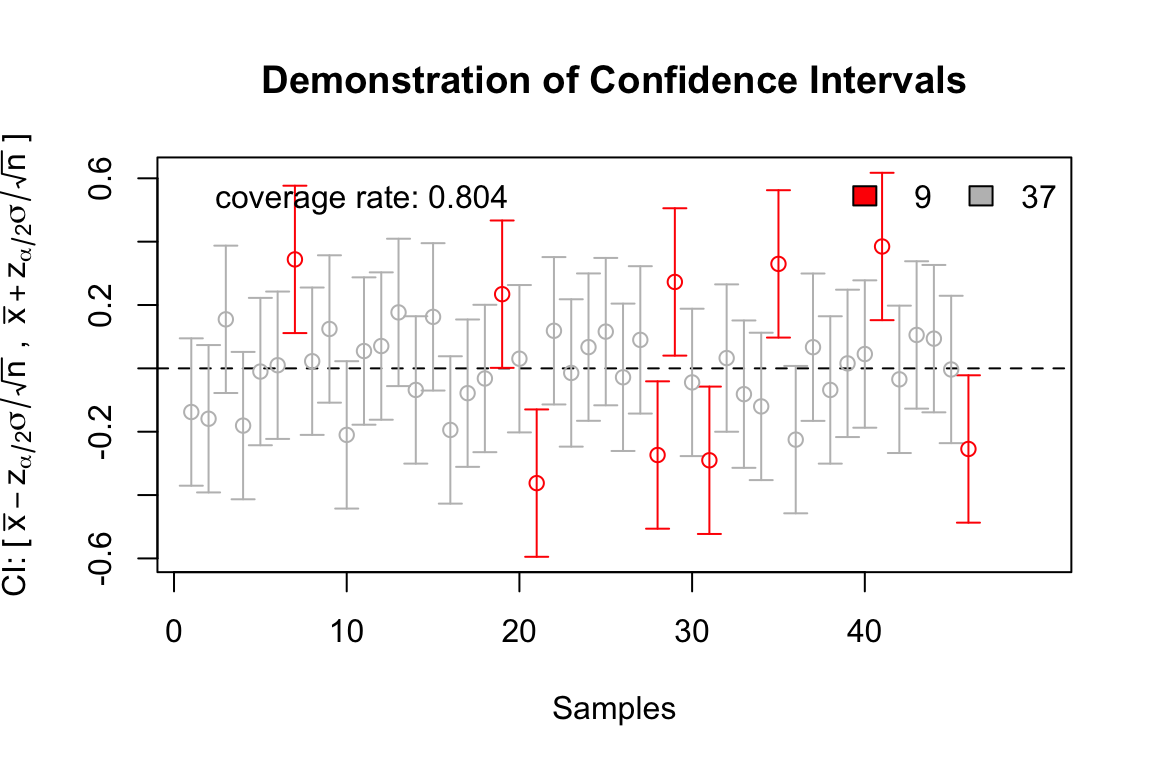 Demonstration of Confidence Intervals
CI: [ x̄ − z_{α/2}σ/√n , x̄ + z_{α/2}σ/√n ]
0.6
0.2
-0.2
-0.6
coverage rate: 0.804
9 37
0 10 20 30 40
Samples